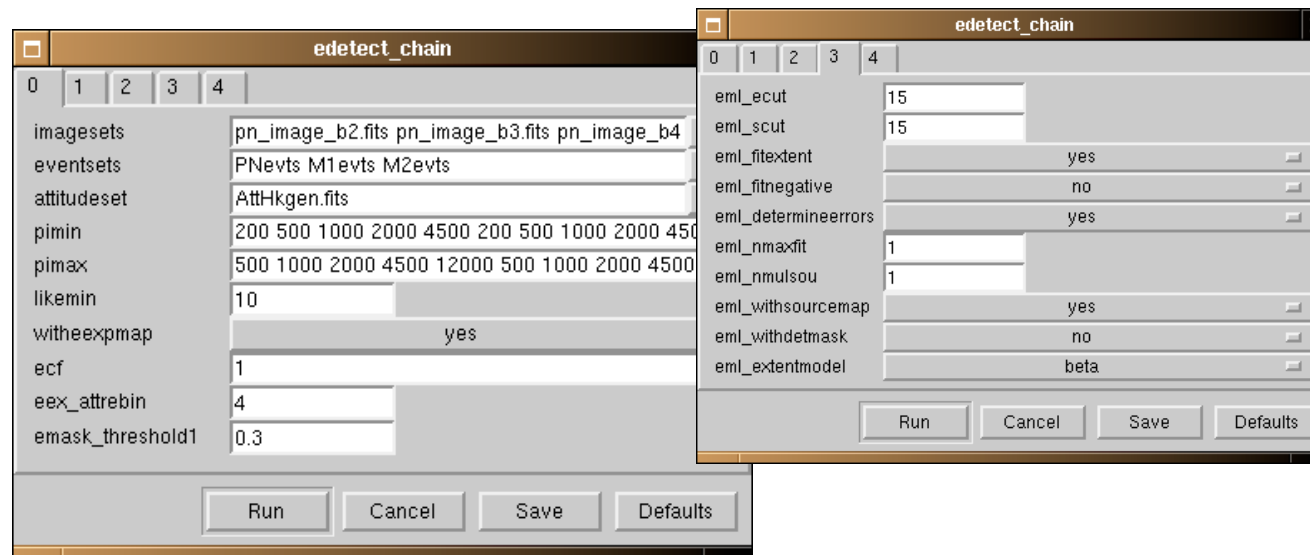 edetect_chain
0 1 2 3 4
imagesets pn_image_b2.fits pn_image_b3.fits pn_image_b4
eventsets PNevts M1evts M2evts
attitudeset AttHkgen.fits
pimin 200 500 1000 2000 4500 200 500 1000 2000 450
pimax 500 1000 2000 4500 12000 500 1000 2000 4500
likemin 10
witheexpmap yes
ecf 1
eex_attrebin 4
emask_threshold1 0.3
Run Cancel Save Defaults
edetect_chain
0 1 2 3 4
eml_ecut 15
eml_scut 15
eml_fitextent yes
eml_fitnegative no
eml_determineerrors yes
eml_nmaxfit 1
eml_nmulsou 1
eml_withsourcemap yes
eml_withdetmask no
eml_extentmodel beta
Run Cancel Save Defaults